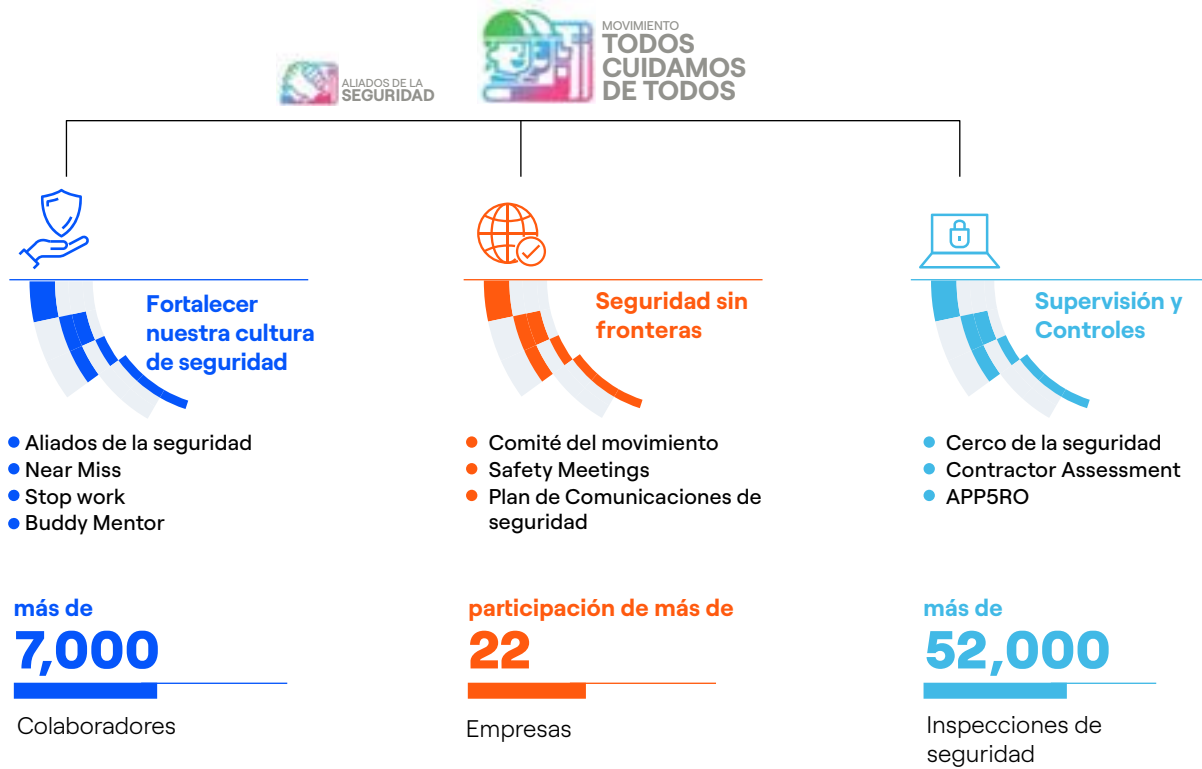 ALIADOS DE LA
SEGURIDAD
MOVIMIENTO
TODOS
CUIDAMOS
DE TODOS
Fortalecer
nuestra cultura
de seguridad
Aliados de la seguridad
Near Miss
Stop work
Buddy Mentor
más de
7,000
Colaboradores
Seguridad sin
fronteras
Comité del movimiento
Safety Meetings
Plan de Comunicaciones de
seguridad
participación de más de
22
Empresas
Supervisión y
Controles
Cerco de la seguridad
Contractor Assessment
APP5RO
más de
52,000
Inspecciones de
seguridad